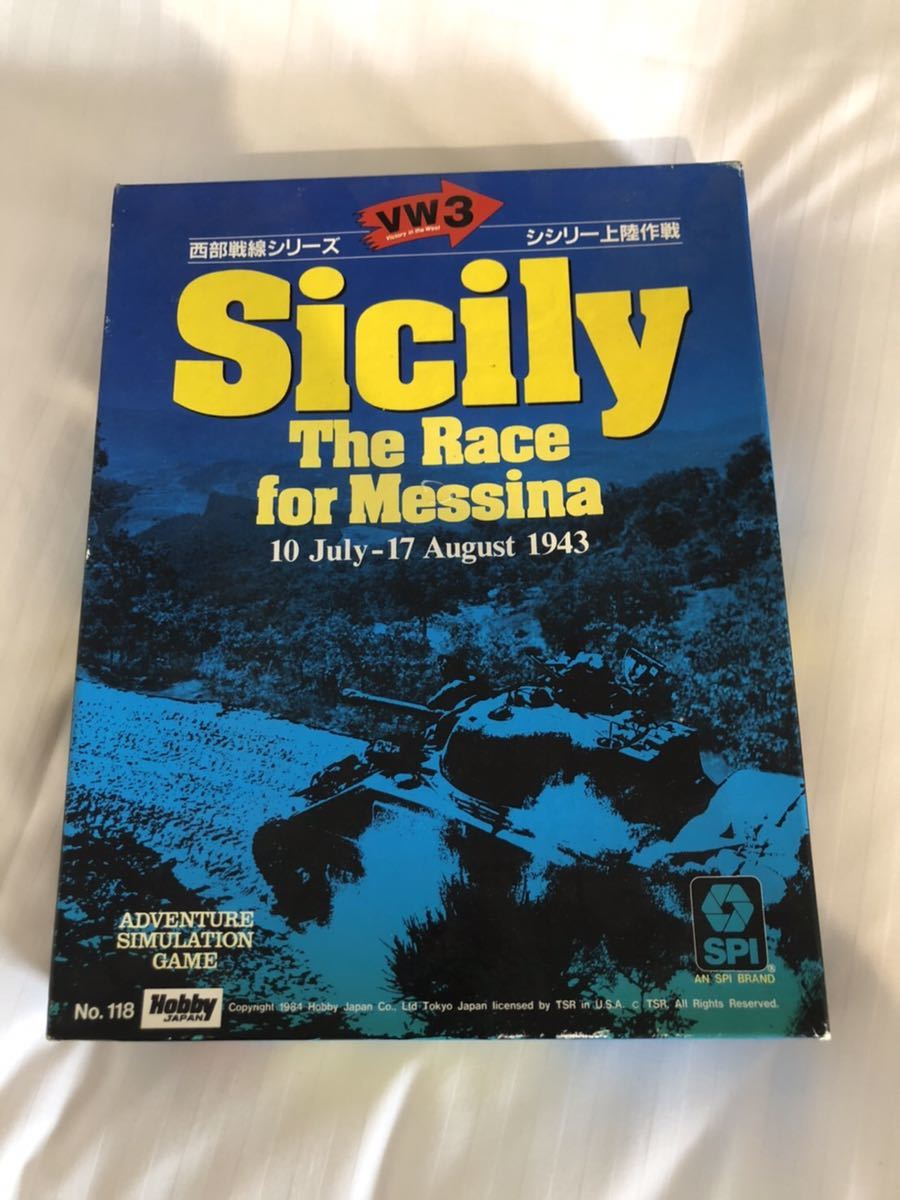 VW3
Victory in the West
西部戦線シリーズ
シシリー上陸作戦
Sicily
The Race
for Messina
10 July-17 August 1943
ADVENTURE
SIMULATION
GAME
SPI
®
AN SPI BRAND
No. 118
Hobby
JAPAN
Copyright 1984 Hobby Japan Co., Ltd Tokyo Japan licensed by TSR in U.S.A. © TSR, All Rights Reserved.